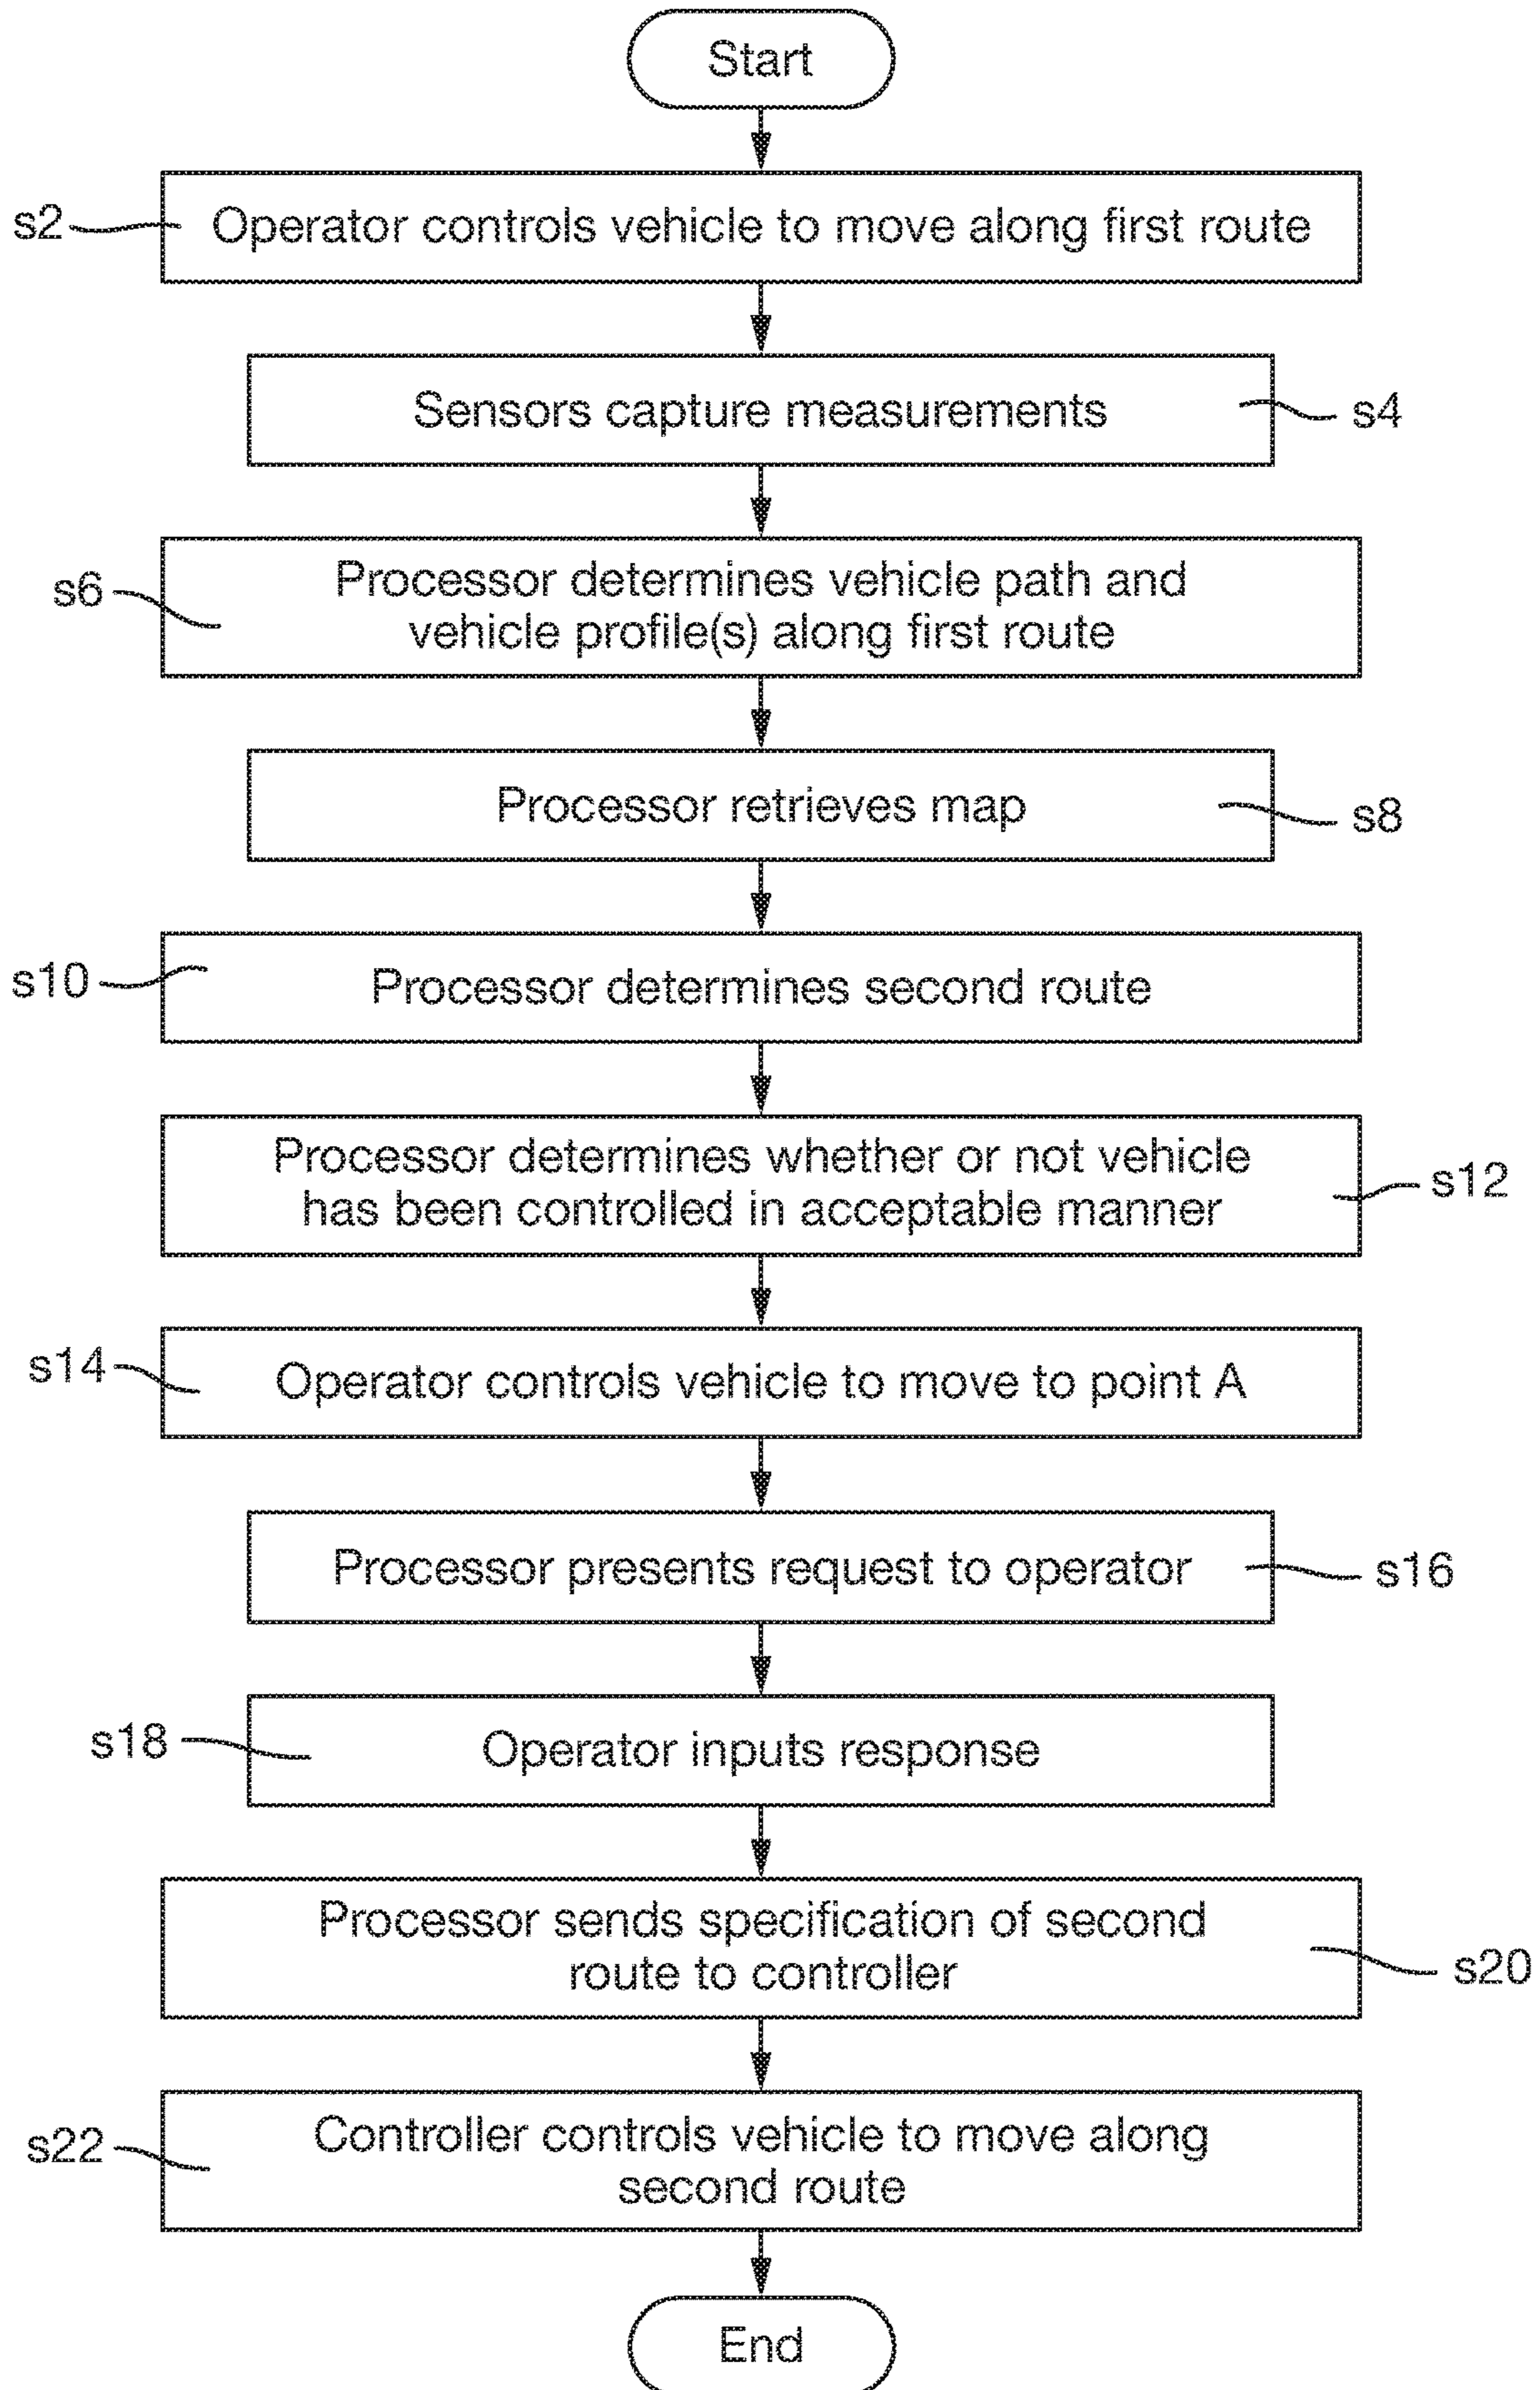 Start
s2
Operator controls vehicle to move along first route
Sensors capture measurements
s4
s6
Processor determines vehicle path and
vehicle profile(s) along first route
Processor retrieves map
s8
s10
Processor determines second route
Processor determines whether or not vehicle
has been controlled in acceptable manner
s12
s14
Operator controls vehicle to move to point A
Processor presents request to operator
s16
s18
Operator inputs response
Processor sends specification of second
route to controller
s20
s22
Controller controls vehicle to move along
second route
End